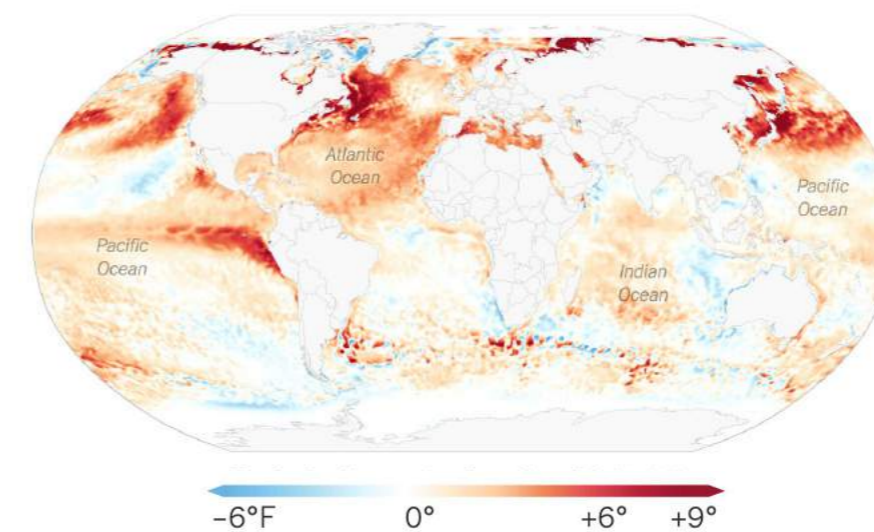 Atlantic
Ocean
Pacific
Ocean
Pacific
Ocean
Indian
Ocean
−6°F 0° +6° +9°